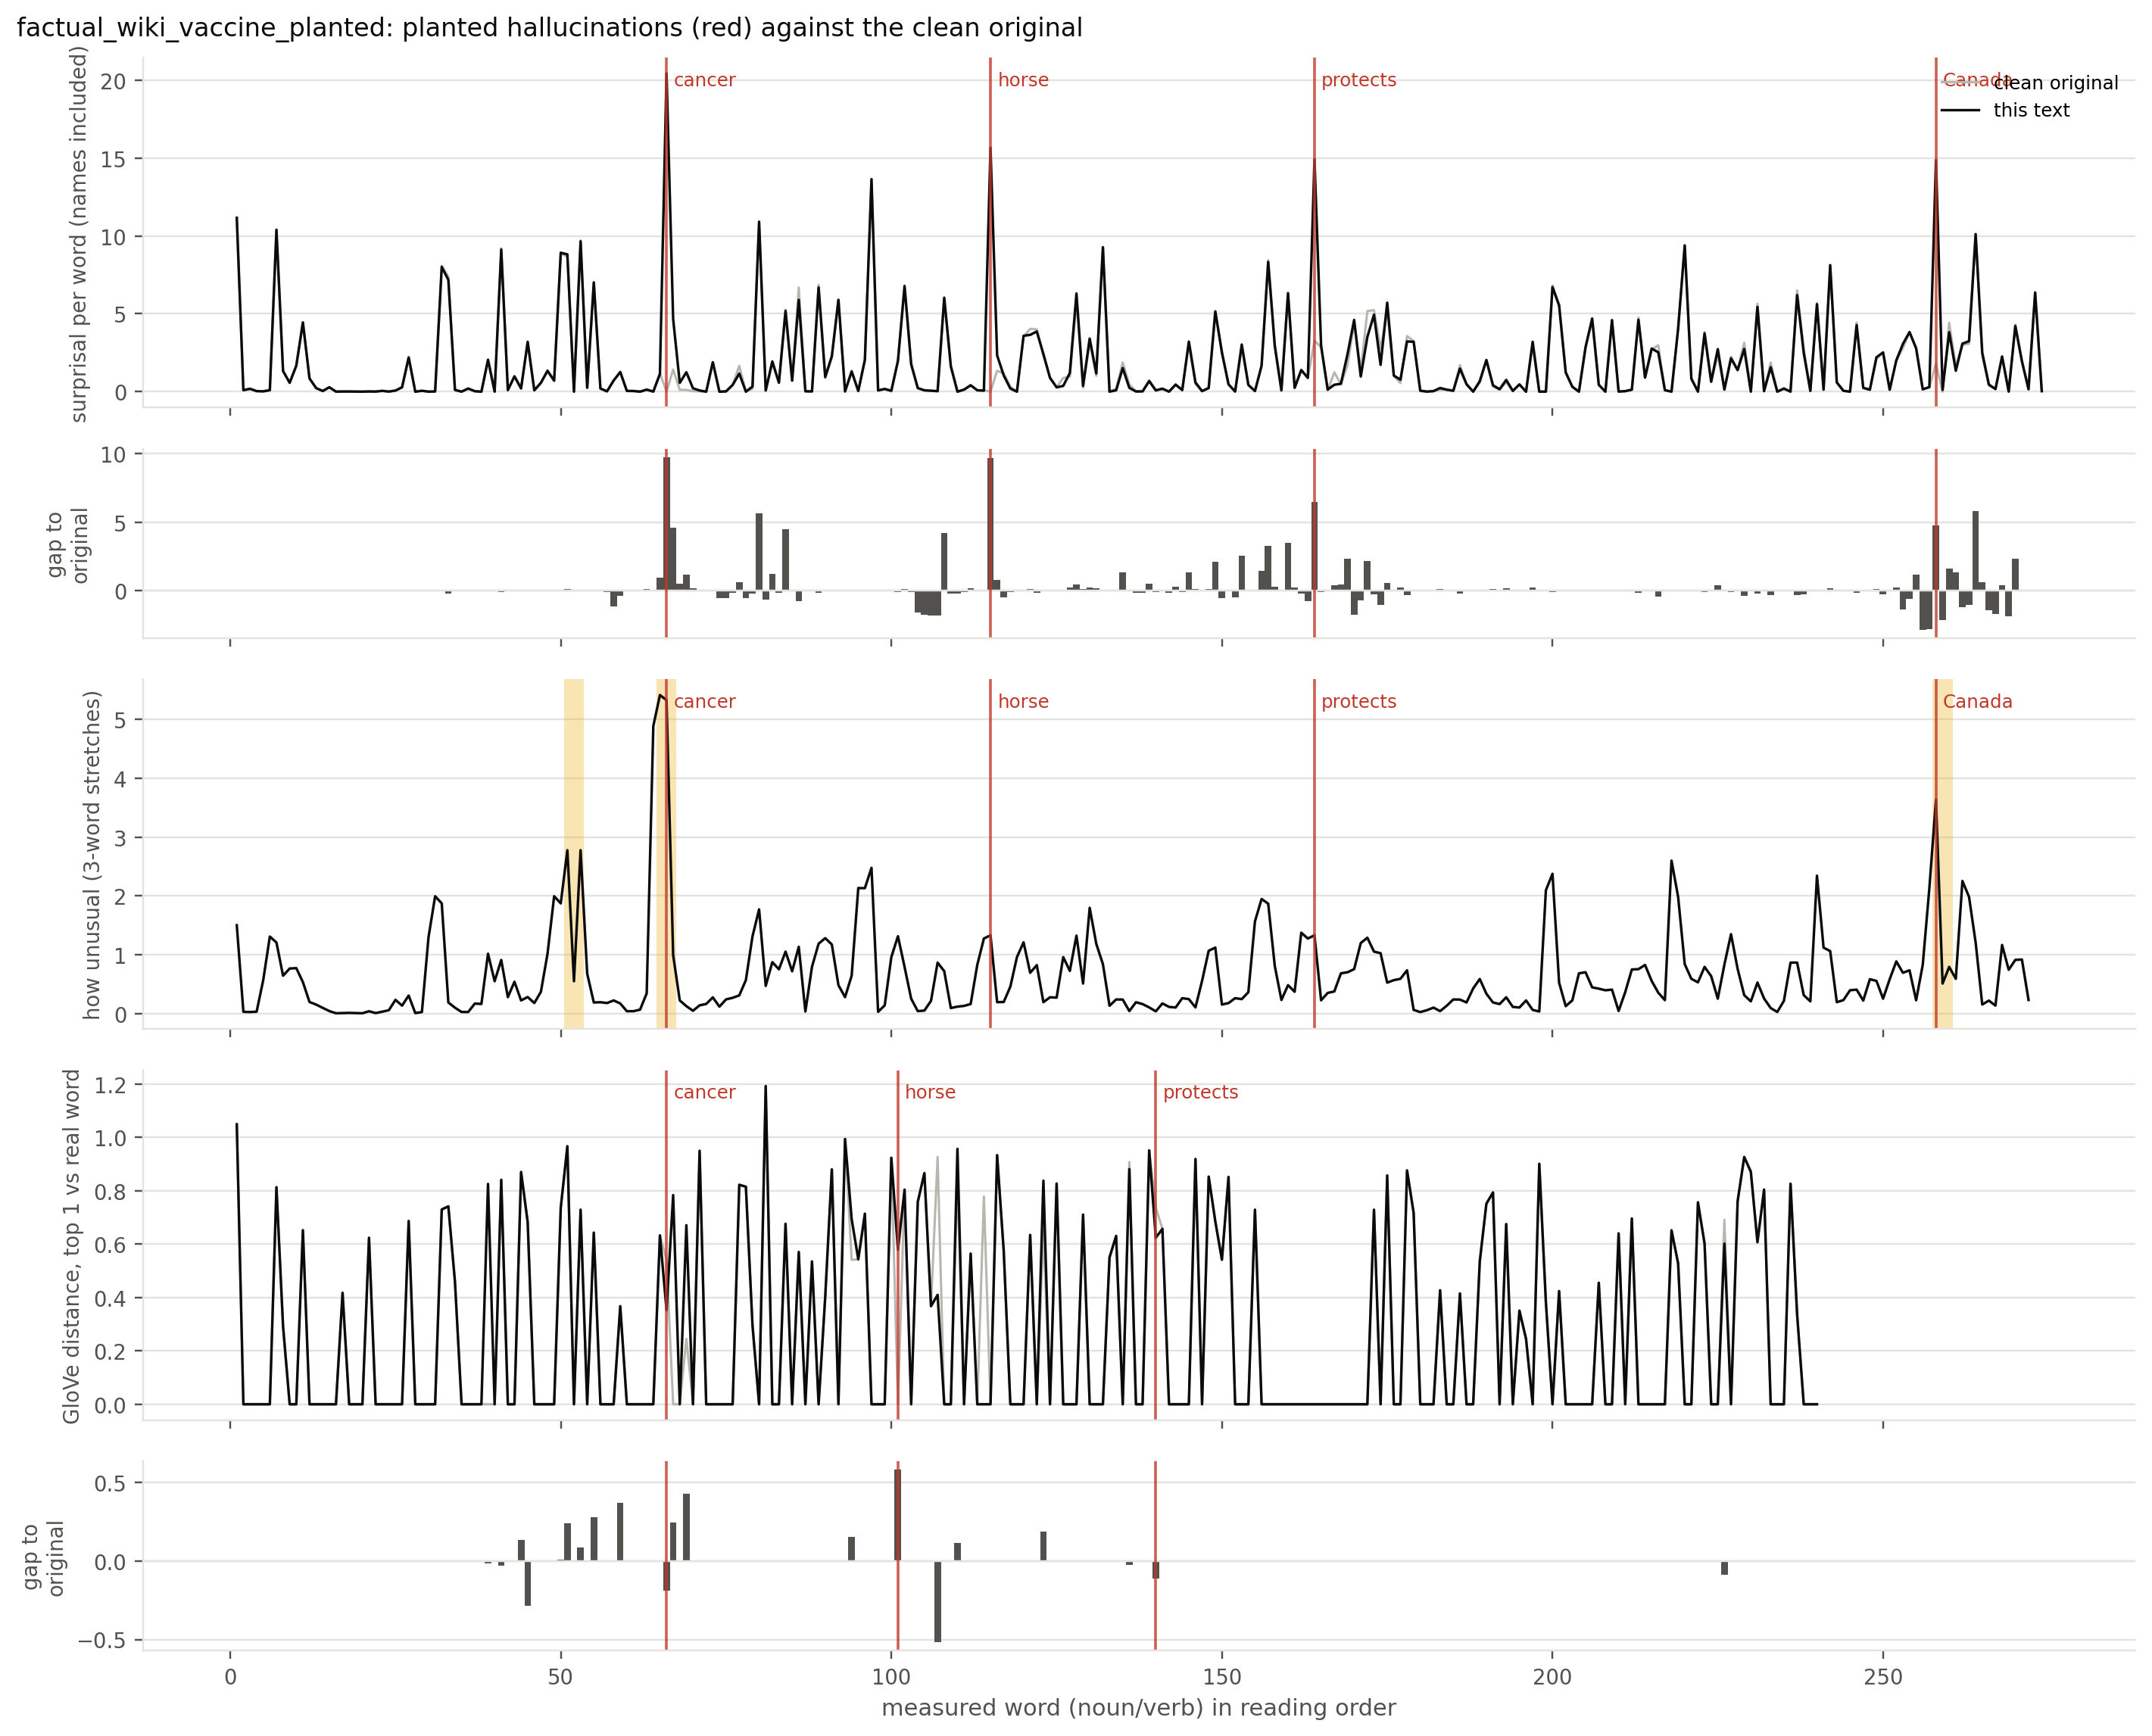 factual_wiki_vaccine_planted: planted hallucinations (red) against the clean original
surprisal per word (names included)
20
15
10
5
0
cancer
horse
protects
Canada
clean original
this text
gap to
original
10
5
0
how unusual (3-word stretches)
5
4
3
2
1
0
cancer
horse
protects
Canada
GloVe distance, top 1 vs real word
1.2
1.0
0.8
0.6
0.4
0.2
0.0
cancer
horse
protects
gap to
original
0.5
0.0
−0.5
0
50
100
150
200
250
measured word (noun/verb) in reading order